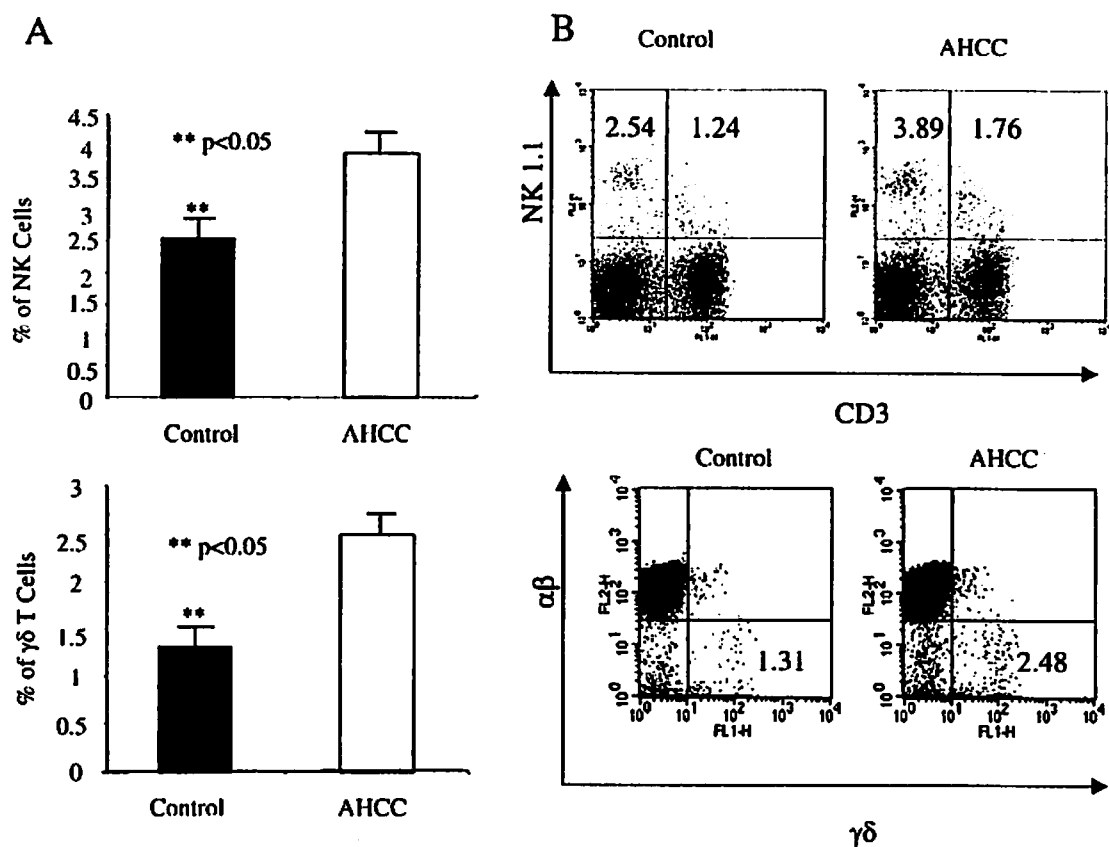 A
4.5
4
3.5
3
2.5
2
1.5
1
0.5
0
% of NK Cells
** p<0.05
**
Control
AHCC
3
2.5
2
1.5
1
0.5
0
% of γδ T Cells
** p<0.05
**
Control
AHCC
B
Control
AHCC
NK 1.1
2.54
1.24
3.89
1.76
CD3
Control
AHCC
αβ
FL2-H
10⁴
10³
10²
10¹
10⁰
1.31
10⁰ 10¹ 10² 10³ 10⁴
FL1-H
FL2-H
10⁴
10³
10²
10¹
10⁰
2.48
10⁰ 10¹ 10² 10³ 10⁴
FL1-H
γδ